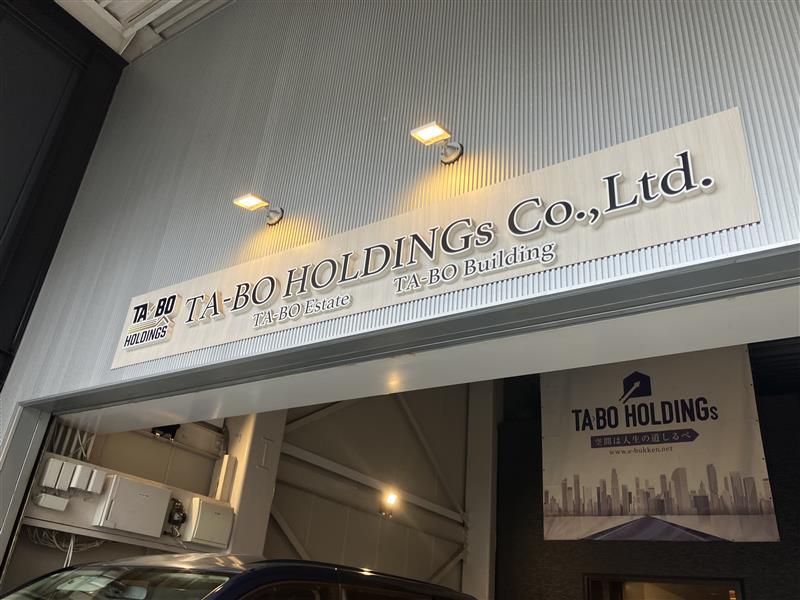 TA-BO
HOLDINGS
TA-BO HOLDINGs Co.,Ltd.
TA-BO Estate
TA-BO Building
TA-BO HOLDINGs
空間は人生の道しるべ
www.e-bukken.net